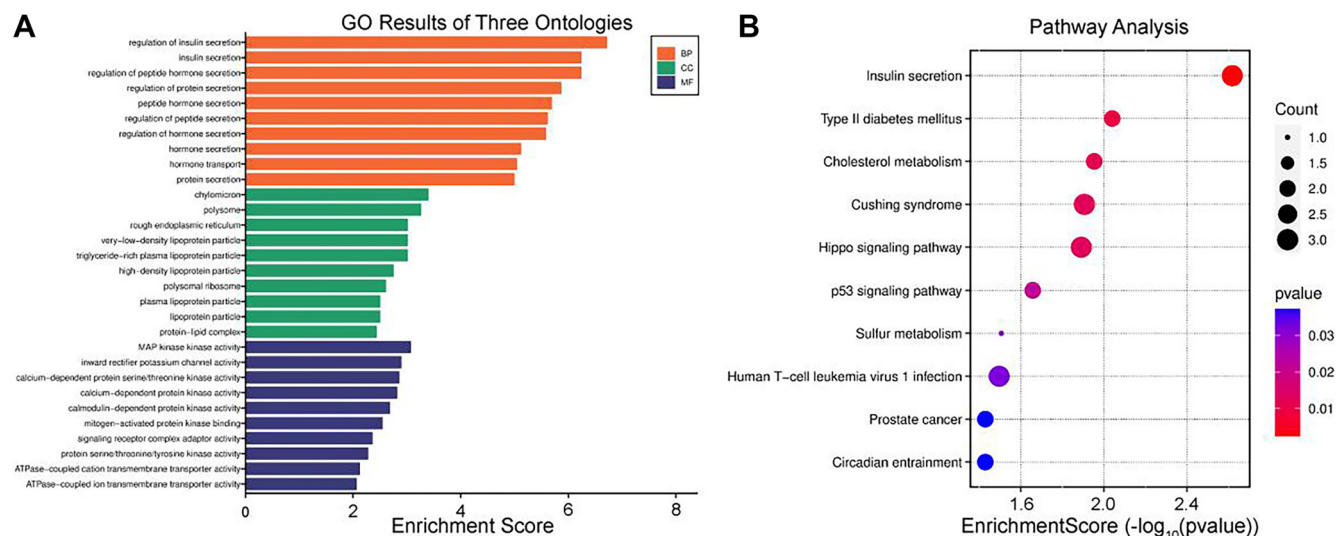 A
GO Results of Three Ontologies
regulation of insulin secretion
insulin secretion
regulation of peptide hormone secretion
regulation of protein secretion
peptide hormone secretion
regulation of peptide secretion
regulation of hormone secretion
hormone secretion
hormone transport
protein secretion
chylomicron
polysome
rough endoplasmic reticulum
very-low-density lipoprotein particle
triglyceride-rich plasma lipoprotein particle
high-density lipoprotein particle
polysomal ribosome
plasma lipoprotein particle
lipoprotein particle
protein-lipid complex
MAP kinase kinase activity
inward rectifier potassium channel activity
calcium-dependent protein serine/threonine kinase activity
calcium-dependent protein kinase activity
calmodulin-dependent protein kinase activity
mitogen-activated protein kinase binding
signaling receptor complex adaptor activity
protein serine/threonine/tyrosine kinase activity
ATPase-coupled cation transmembrane transporter activity
ATPase-coupled ion transmembrane transporter activity
0 2 4 6 8
Enrichment Score
BP
CC
MF
B
Pathway Analysis
Insulin secretion
Type II diabetes mellitus
Cholesterol metabolism
Cushing syndrome
Hippo signaling pathway
p53 signaling pathway
Sulfur metabolism
Human T-cell leukemia virus 1 infection
Prostate cancer
Circadian entrainment
1.6 2.0 2.4
EnrichmentScore (-log10(pvalue))
Count
1.0
1.5
2.0
2.5
3.0
pvalue
0.03
0.02
0.01